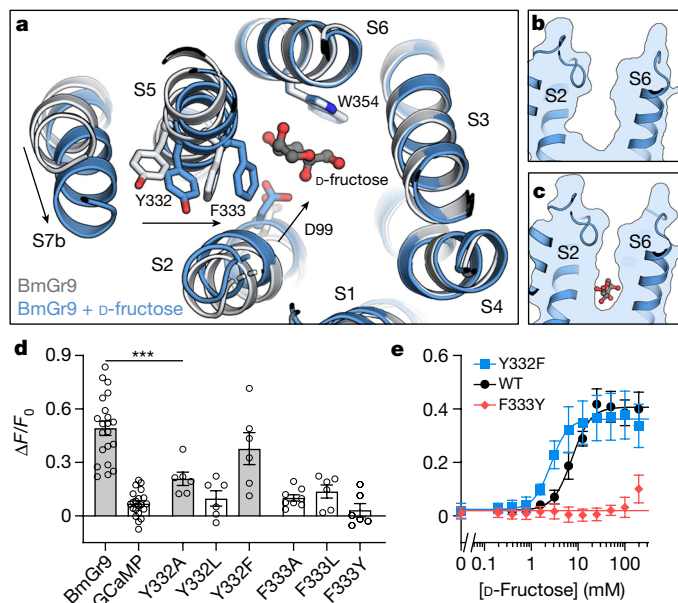 a
S6
S5
W354
S3
Y332
F333
D-fructose
S7b
D99
S2
S4
BmGr9
BmGr9 + D-fructose
S1
b
S2
S6
c
S2
S6
d
***
0.9
0.6
0.3
0
ΔF/F0
BmGr9
GCaMP
Y332A
Y332L
Y332F
F333A
F333L
F333Y
e
0.6
0.4
0.2
0
Y332F
WT
F333Y
0 0.1 1 10 100
[D-Fructose] (mM)